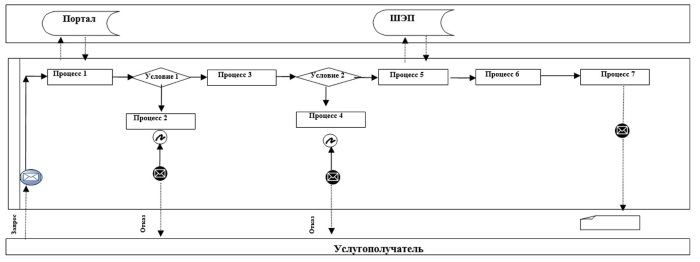 Портал
ШЭП
Процесс 1
Условие 1
Процесс 3
Условие 2
Процесс 5
Процесс 6
Процесс 7
Процесс 2
Процесс 4
Запрос
Отказ
Отказ
Услугополучатель